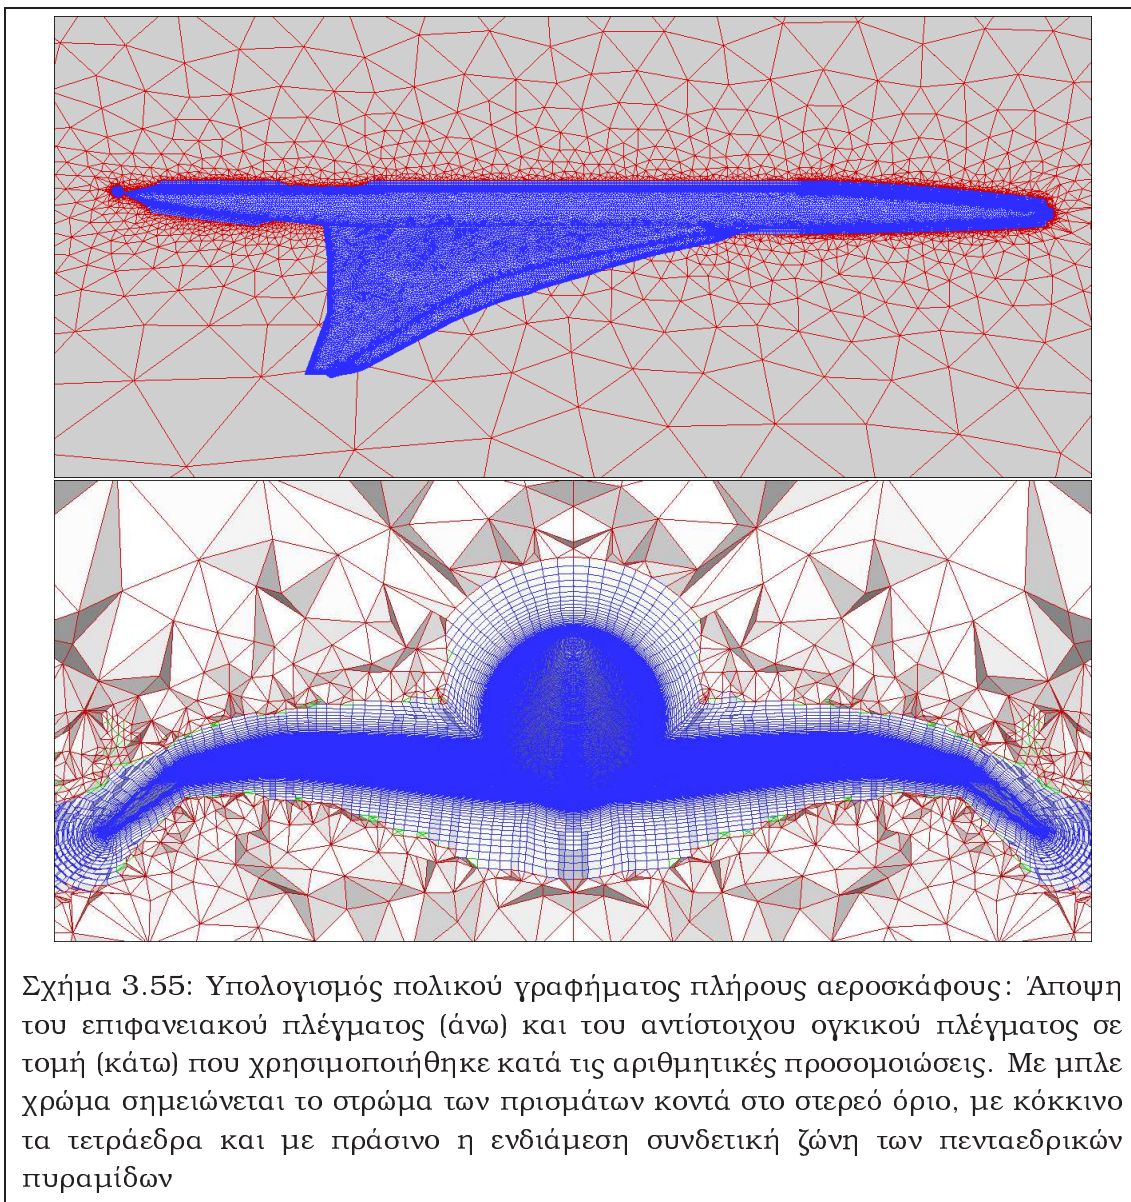 Σχήμα 3.55: Υπολογισμός πολικού γραφήματος πλήρους αεροσκάφους: Άποψη
του επιφανειακού πλέγματος (άνω) και του αντίστοιχου ογκικού πλέγματος σε
τομή (κάτω) που χρησιμοποιήθηκε κατά τις αριθμητικές προσομοιώσεις. Με μπλε
χρώμα σημειώνεται το στρώμα των πρισμάτων κοντά στο στερεό όριο, με κόκκινο
τα τετράεδρα και με πράσινο η ενδιάμεση συνδετική ζώνη των πενταεδρικών
πυραμίδων